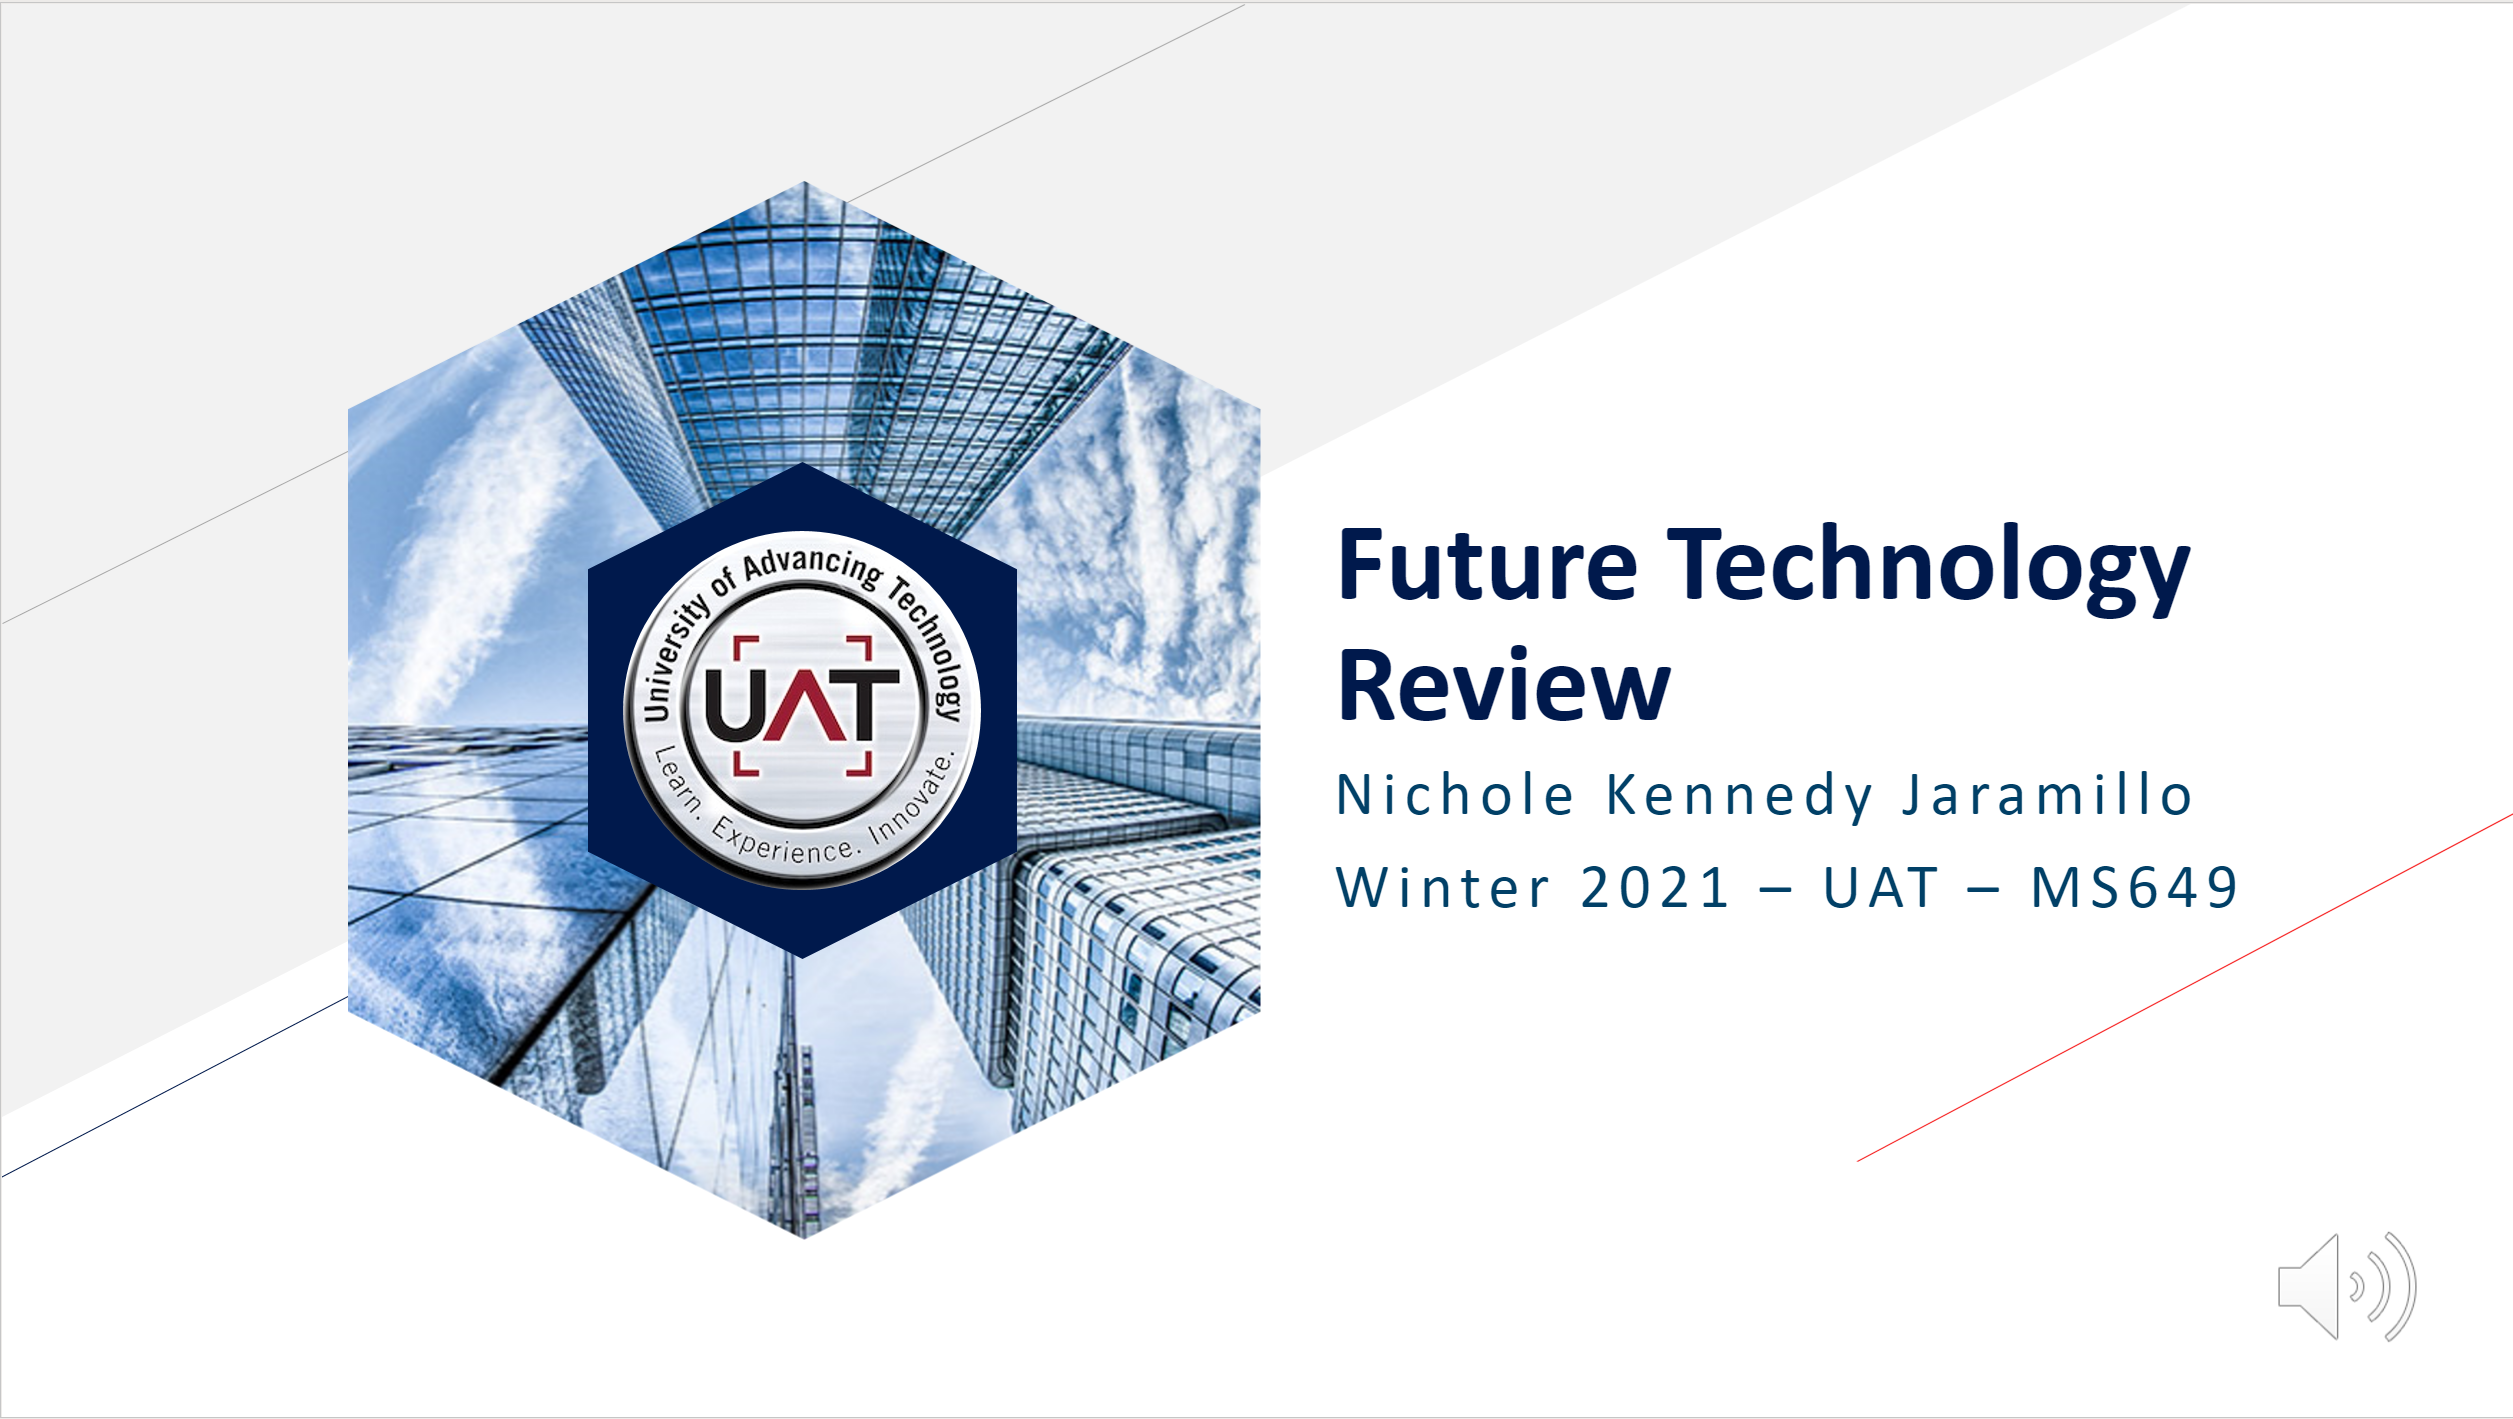 University of Advancing Technology
UAT
Learn. Experience. Innovate.
Future Technology
Review
Nichole Kennedy Jaramillo
Winter 2021 – UAT – MS649